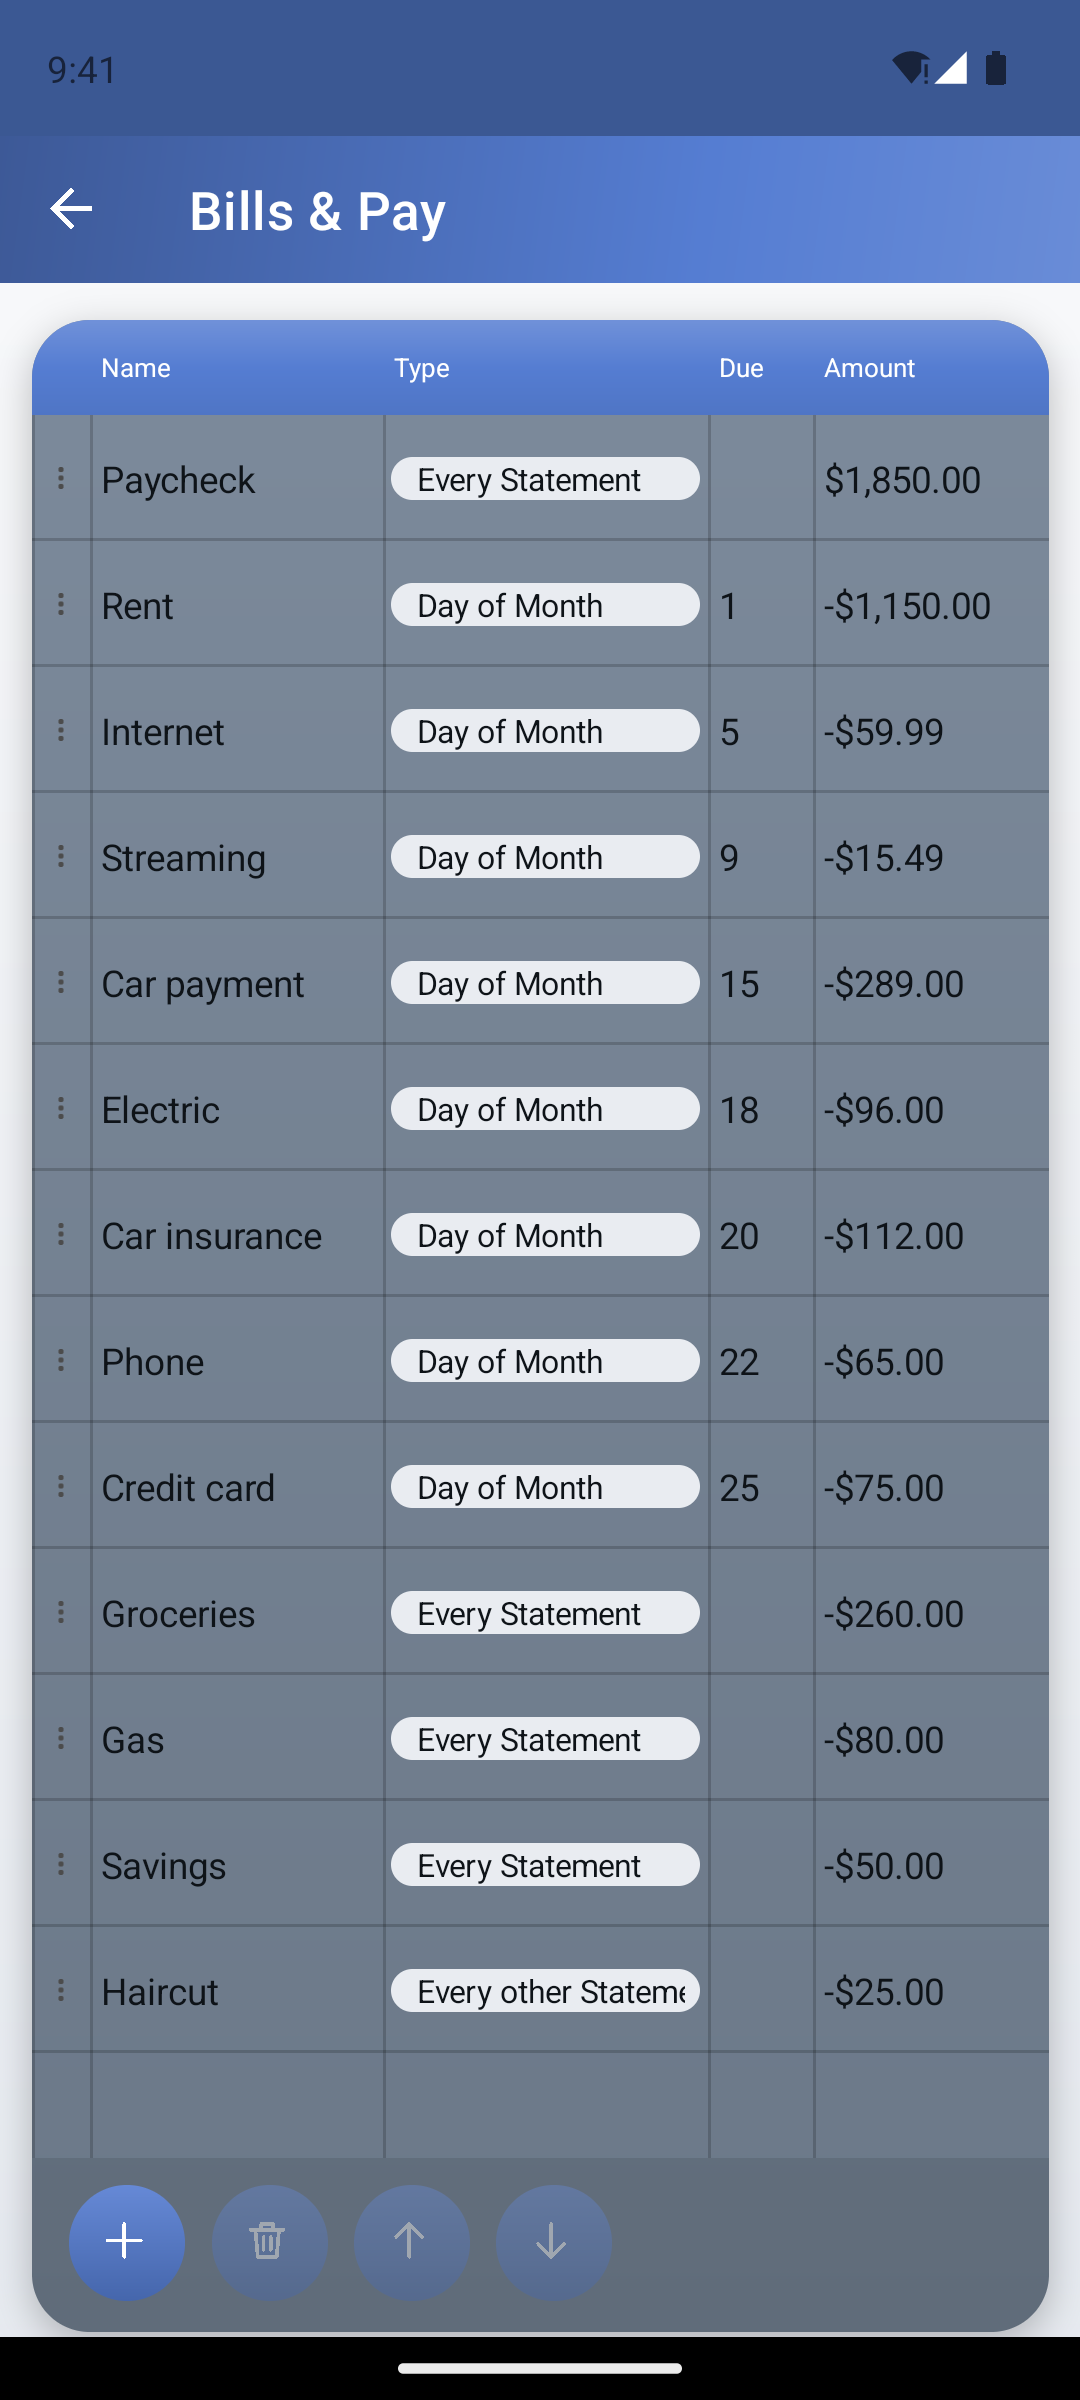 9:41
Bills & Pay
Name Type Due Amount
Paycheck Every Statement $1,850.00
Rent Day of Month 1 -$1,150.00
Internet Day of Month 5 -$59.99
Streaming Day of Month 9 -$15.49
Car payment Day of Month 15 -$289.00
Electric Day of Month 18 -$96.00
Car insurance Day of Month 20 -$112.00
Phone Day of Month 22 -$65.00
Credit card Day of Month 25 -$75.00
Groceries Every Statement -$260.00
Gas Every Statement -$80.00
Savings Every Statement -$50.00
Haircut Every other Stateme -$25.00